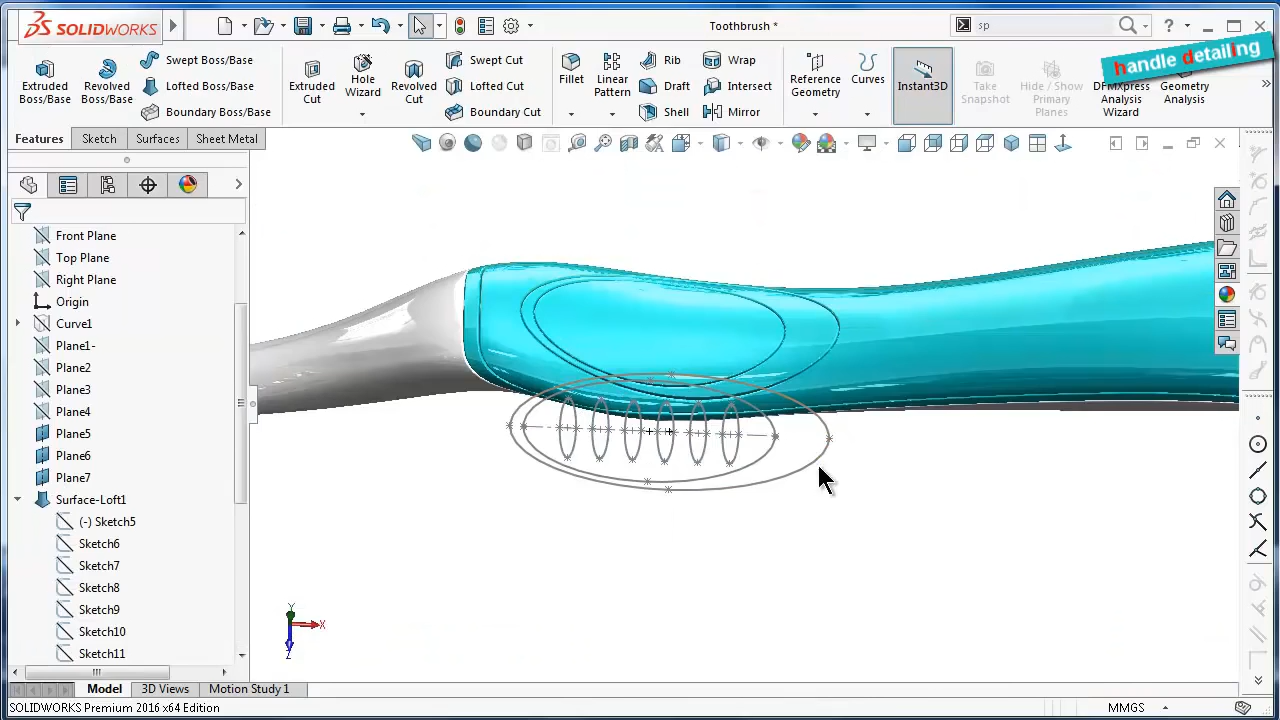 SOLIDWORKS
Toothbrush *
sp
handle detailing
Extruded Boss/Base
Revolved Boss/Base
Swept Boss/Base
Lofted Boss/Base
Boundary Boss/Base
Extruded Cut
Hole Wizard
Revolved Cut
Swept Cut
Lofted Cut
Boundary Cut
Fillet
Linear Pattern
Rib
Draft
Shell
Wrap
Intersect
Mirror
Reference Geometry
Curves
Instant3D
Take Snapshot
Hide / Show Primary Planes
DFMXpress Analysis Wizard
Geometry Analysis
Features
Sketch
Surfaces
Sheet Metal
Front Plane
Top Plane
Right Plane
Origin
Curve1
Plane1-
Plane2
Plane3
Plane4
Plane5
Plane6
Plane7
Surface-Loft1
(-) Sketch5
Sketch6
Sketch7
Sketch8
Sketch9
Sketch10
Sketch11
Y
X
Z
Model
3D Views
Motion Study 1
SOLIDWORKS Premium 2016 x64 Edition
MMGS